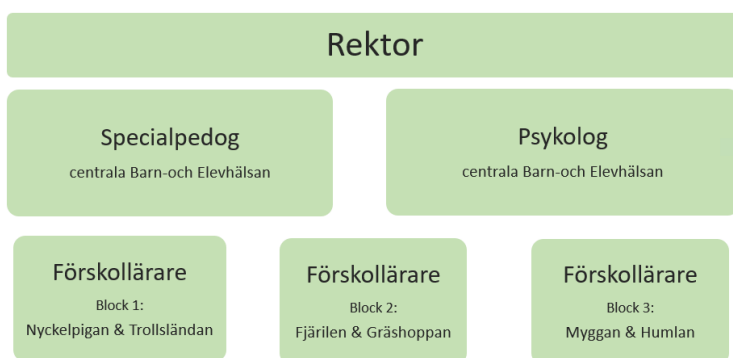 Rektor
Specialpedog
centrala Barn-och Elevhälsan
Psykolog
centrala Barn-och Elevhälsan
Förskollärare
Block 1:
Nyckelpigan & Trollsländan
Förskollärare
Block 2:
Fjärilen & Gräshoppan
Förskollärare
Block 3:
Myggan & Humlan